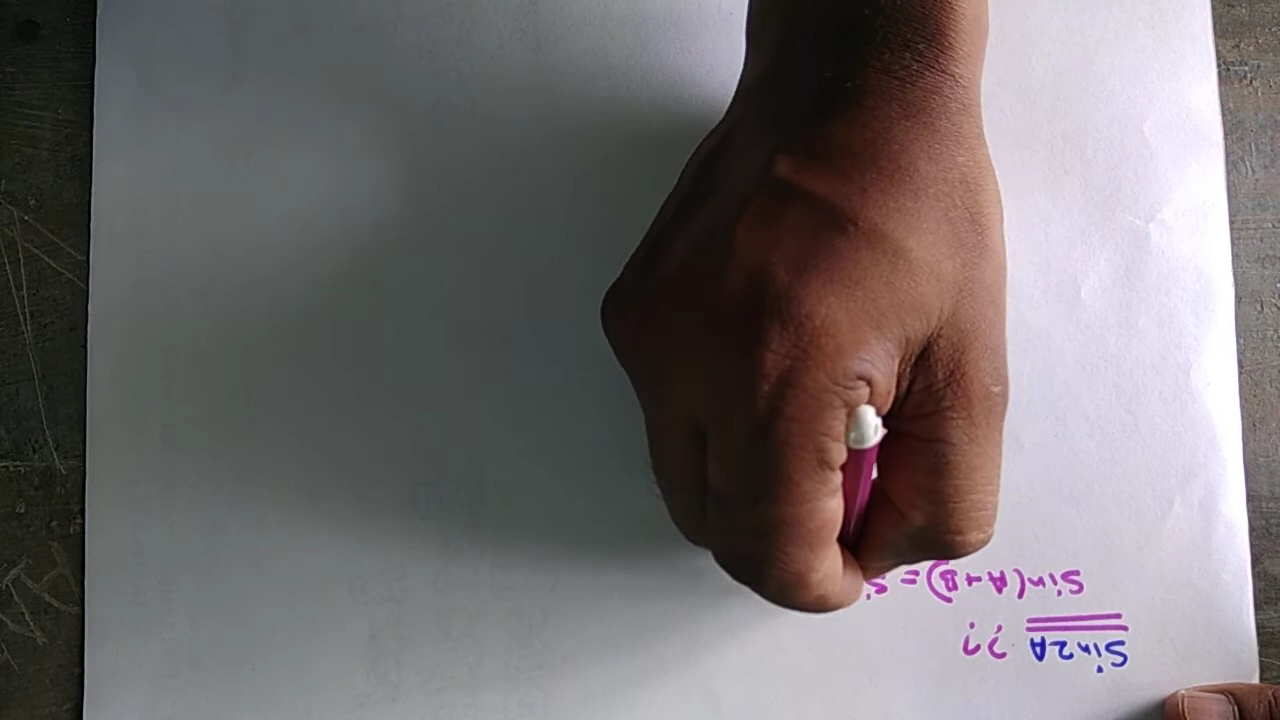 Sin2A ??
Sin(A+B) = S